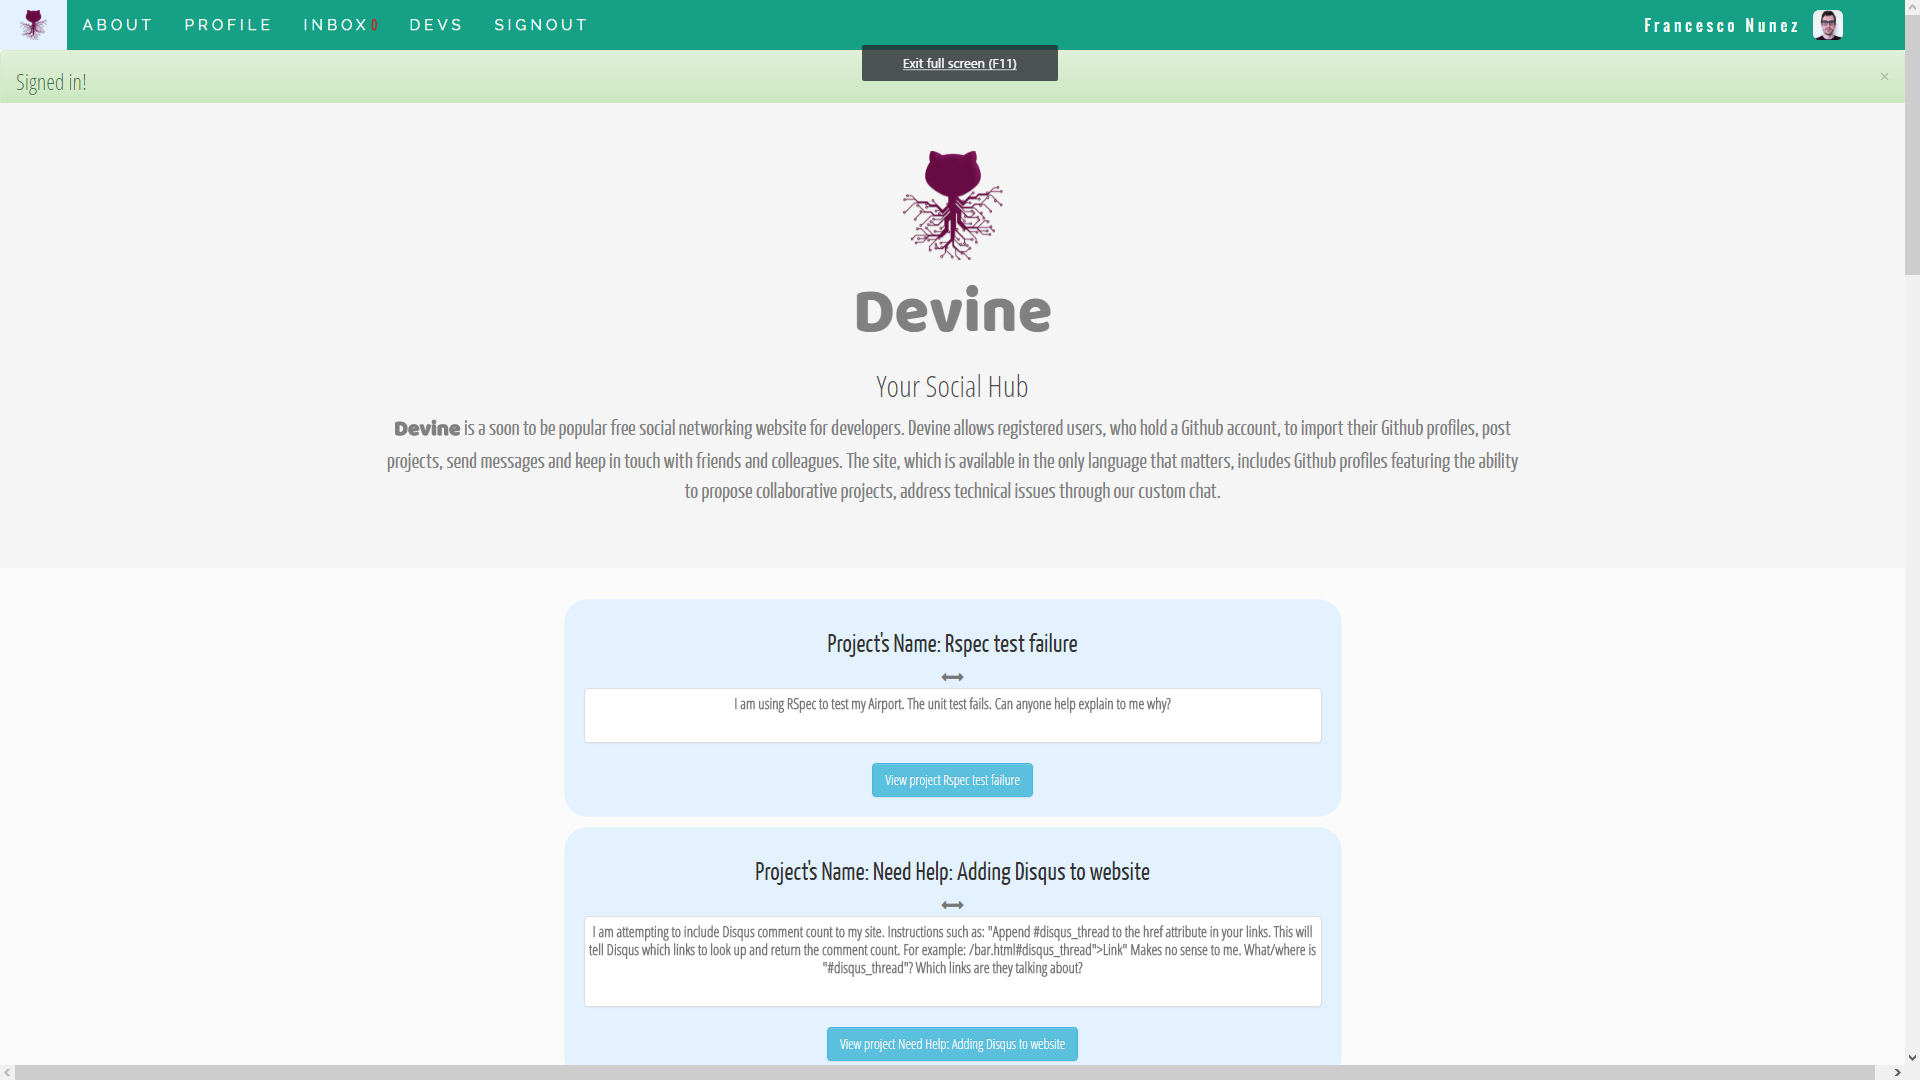 ABOUT PROFILE INBOX 0 DEVS SIGNOUT Francesco Nunez
Exit full screen (F11)
Signed in! ×
Devine
Your Social Hub
Devine is a soon to be popular free social networking website for developers. Devine allows registered users, who hold a Github account, to import their Github profiles, post
projects, send messages and keep in touch with friends and colleagues. The site, which is available in the only language that matters, includes Github profiles featuring the ability
to propose collaborative projects, address technical issues through our custom chat.
Project's Name: Rspec test failure
I am using RSpec to test my Airport. The unit test fails. Can anyone help explain to me why?
View project Rspec test failure
Project's Name: Need Help: Adding Disqus to website
I am attempting to include Disqus comment count to my site. Instructions such as: "Append #disqus_thread to the href attribute in your links. This will
tell Disqus which links to look up and return the comment count. For example: /bar.html#disqus_thread">Link" Makes no sense to me. What/where is
"#disqus_thread"? Which links are they talking about?
View project Need Help: Adding Disqus to website